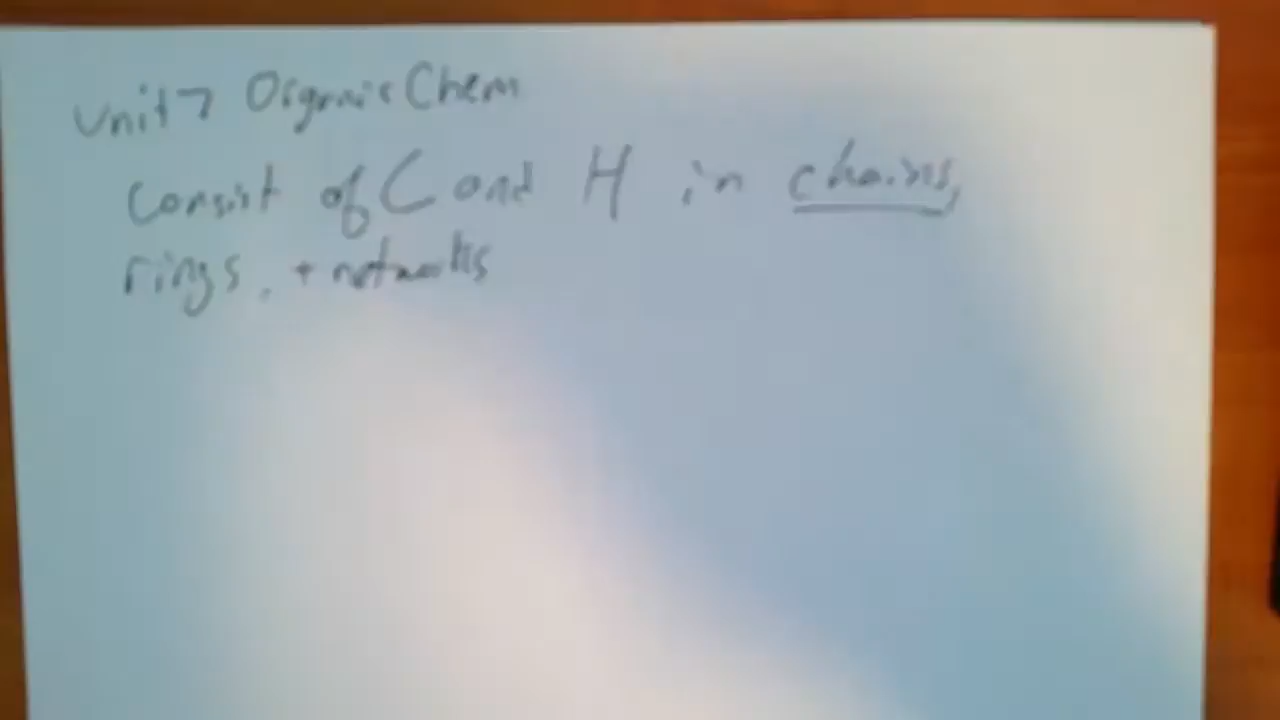 Unit 7 Organic Chem
Consist of C and H in chains,
rings, + networks